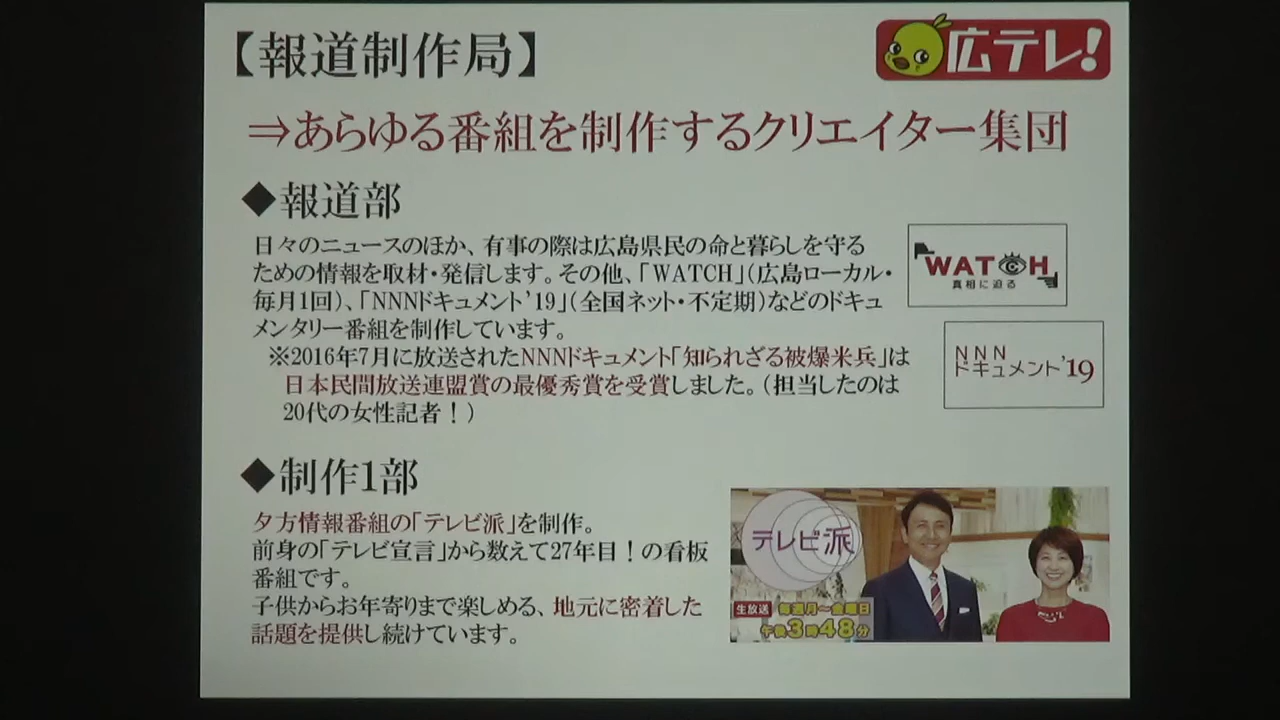 【報道制作局】
広テレ!
⇒あらゆる番組を制作するクリエイター集団
◆報道部
日々のニュースのほか、有事の際は広島県民の命と暮らしを守る
ための情報を取材・発信します。その他、「WATCH」(広島ローカル・
毎月1回)、「NNNドキュメント’19」(全国ネット・不定期)などのドキュ
メンタリー番組を制作しています。
※2016年7月に放送されたNNNドキュメント「知られざる被爆米兵」は
日本民間放送連盟賞の最優秀賞を受賞しました。(担当したのは
20代の女性記者!)
WATCH
真相に迫る
NNN
ドキュメント’19
◆制作1部
夕方情報番組の「テレビ派」を制作。
前身の「テレビ宣言」から数えて27年目!の看板
番組です。
子供からお年寄りまで楽しめる、地元に密着した
話題を提供し続けています。
テレビ派
生放送 毎週月~金曜日
午後3時48分